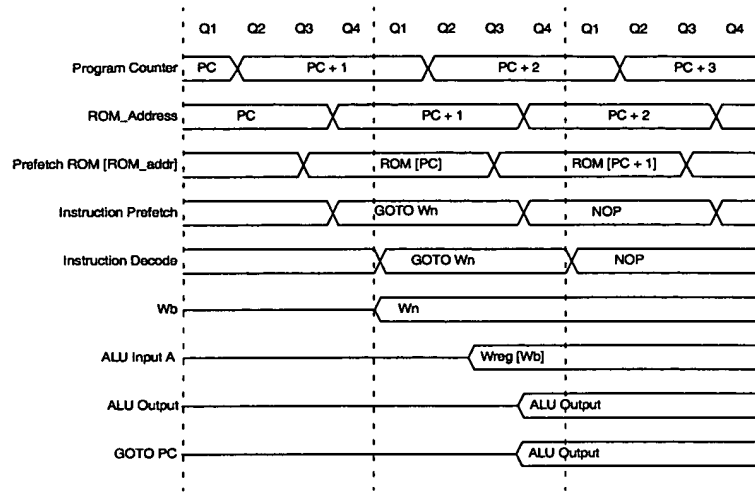 Q1 Q2 Q3 Q4 Q1 Q2 Q3 Q4 Q1 Q2 Q3 Q4
Program Counter PC PC + 1 PC + 2 PC + 3
ROM_Address PC PC + 1 PC + 2
Prefetch ROM [ROM_addr] ROM [PC] ROM [PC + 1]
Instruction Prefetch GOTO Wn NOP
Instruction Decode GOTO Wn NOP
Wb Wn
ALU Input A Wreg [Wb]
ALU Output ALU Output
GOTO PC ALU Output